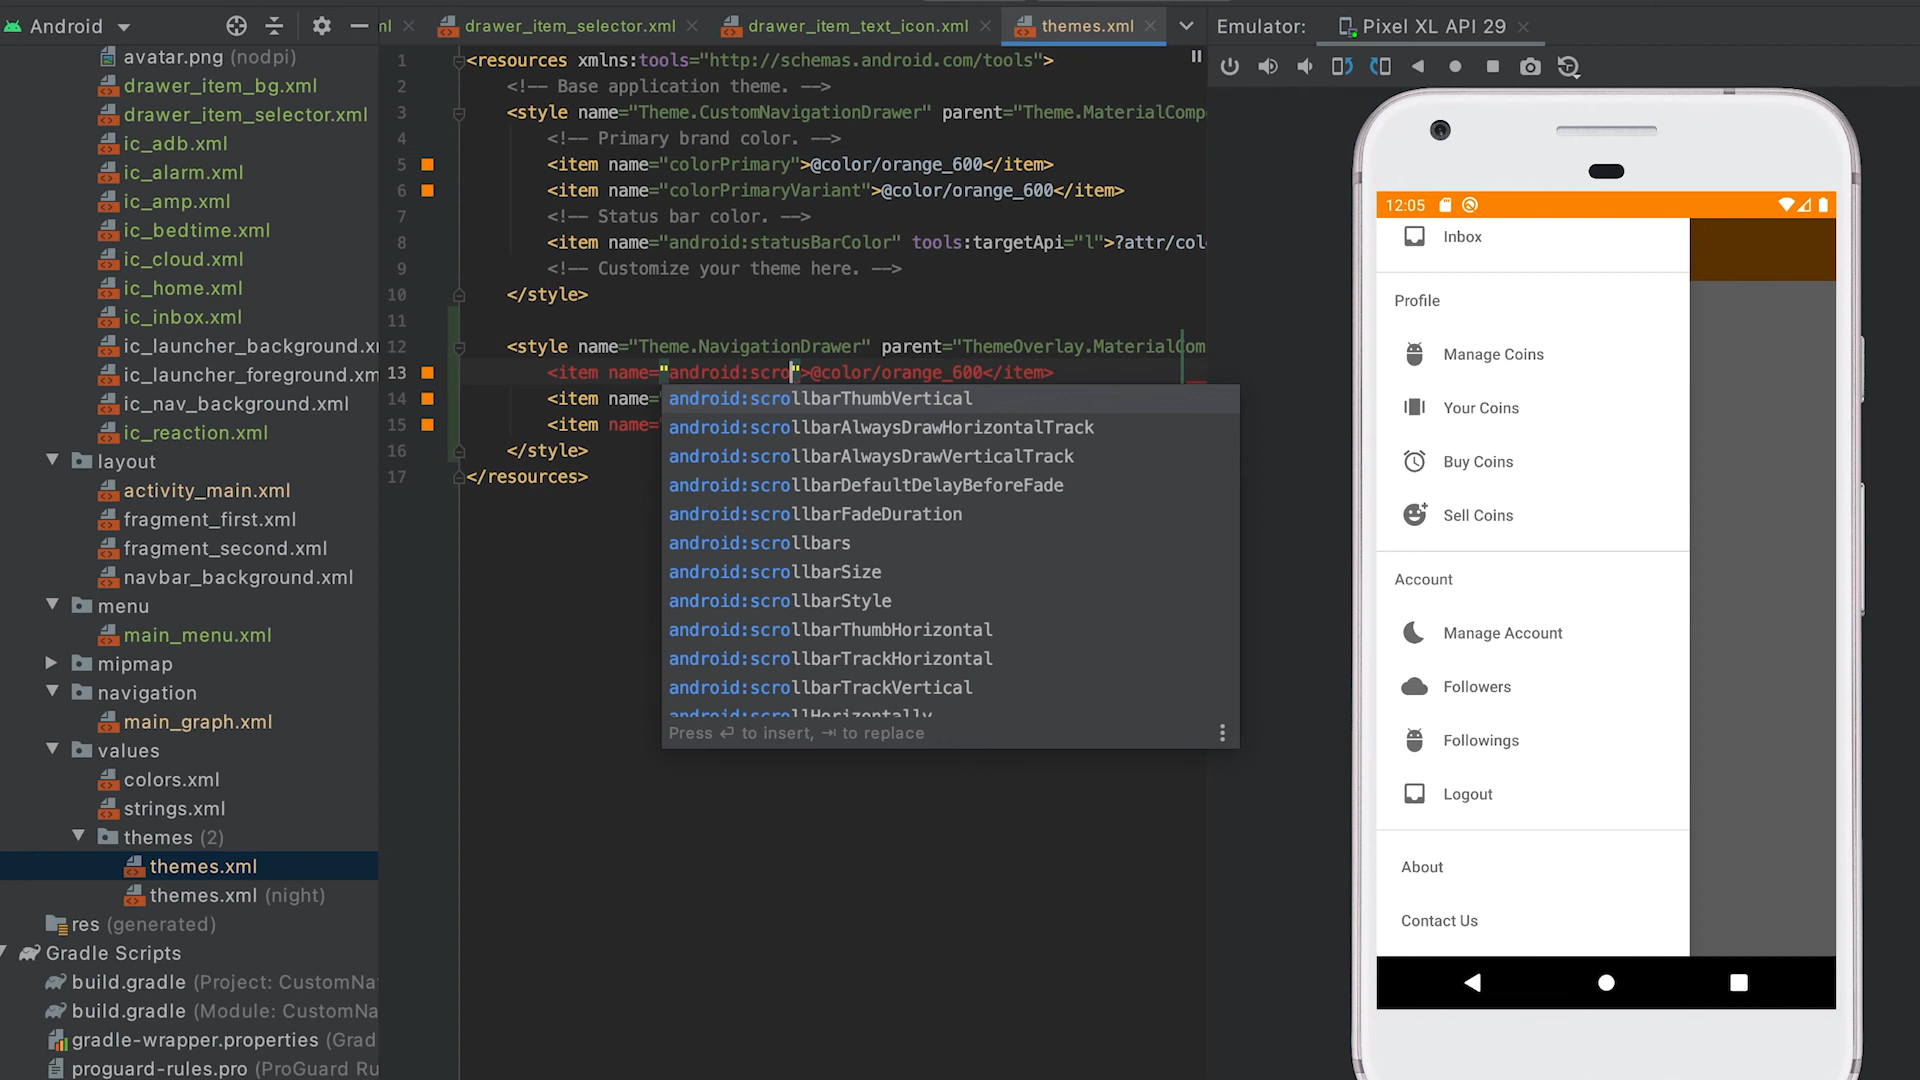 Android
ml
drawer_item_selector.xml
drawer_item_text_icon.xml
themes.xml
Emulator:
Pixel XL API 29
avatar.png (nodpi)
drawer_item_bg.xml
drawer_item_selector.xml
ic_adb.xml
ic_alarm.xml
ic_amp.xml
ic_bedtime.xml
ic_cloud.xml
ic_home.xml
ic_inbox.xml
ic_launcher_background.x
ic_launcher_foreground.xm
ic_nav_background.xml
ic_reaction.xml
layout
activity_main.xml
fragment_first.xml
fragment_second.xml
navbar_background.xml
menu
main_menu.xml
mipmap
navigation
main_graph.xml
values
colors.xml
strings.xml
themes (2)
themes.xml
themes.xml (night)
res (generated)
Gradle Scripts
build.gradle (Project: CustomNa
build.gradle (Module: CustomNa
gradle-wrapper.properties (Grad
proguard-rules.pro (ProGuard Ru
1 <resources xmlns:tools="http://schemas.android.com/tools">
2 <!-- Base application theme. -->
3 <style name="Theme.CustomNavigationDrawer" parent="Theme.MaterialCompo
4 <!-- Primary brand color. -->
5 <item name="colorPrimary">@color/orange_600</item>
6 <item name="colorPrimaryVariant">@color/orange_600</item>
7 <!-- Status bar color. -->
8 <item name="android:statusBarColor" tools:targetApi="l">?attr/col
9 <!-- Customize your theme here. -->
10 </style>
11
12 <style name="Theme.NavigationDrawer" parent="ThemeOverlay.MaterialCom
13 <item name="android:scro">@color/orange_600</item>
14 <item name=
15 <item name=
16 </style>
17 </resources>
android:scrollbarThumbVertical
android:scrollbarAlwaysDrawHorizontalTrack
android:scrollbarAlwaysDrawVerticalTrack
android:scrollbarDefaultDelayBeforeFade
android:scrollbarFadeDuration
android:scrollbars
android:scrollbarSize
android:scrollbarStyle
android:scrollbarThumbHorizontal
android:scrollbarTrackHorizontal
android:scrollbarTrackVertical
android:scrollHorizontally
Press ↵ to insert, ⇥ to replace
12:05
Inbox
Profile
Manage Coins
Your Coins
Buy Coins
Sell Coins
Account
Manage Account
Followers
Followings
Logout
About
Contact Us